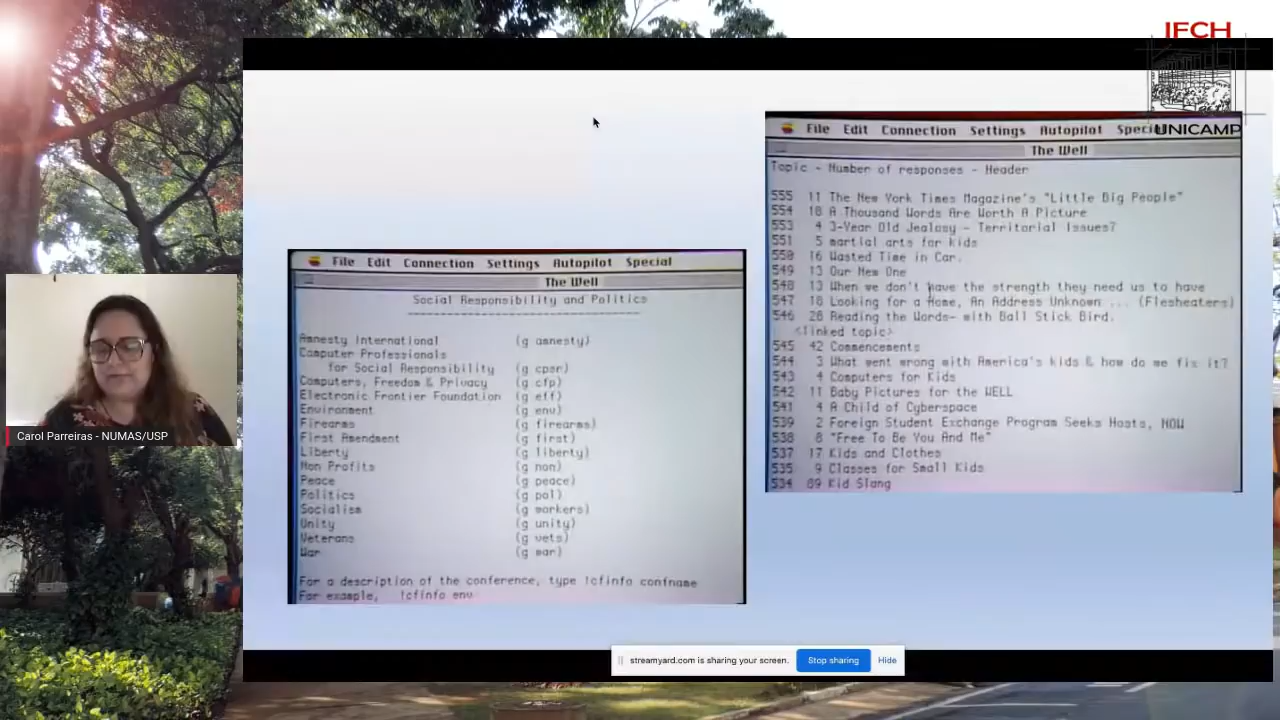 IFCH
UNICAMP
Carol Parreiras - NUMAS/USP
File Edit Connection Settings Autopilot Special
The Well
Social Responsibility and Politics
Amnesty International (g amnesty)
Computer Professionals
for Social Responsibility (g cpsr)
Computers, Freedom & Privacy (g cfp)
Electronic Frontier Foundation (g eff)
Environment (g env)
Firearms (g firearms)
First Amendment (g first)
Liberty (g liberty)
Non Profits (g non)
Peace (g peace)
Politics (g pol)
Socialism (g workers)
Unity (g unity)
Veterans (g vets)
War (g war)
For a description of the conference, type !cfinfo confname
For example, !cfinfo env
File Edit Connection Settings Autopilot Speci
The Well
Topic - Number of responses - Header
555 11 The New York Times Magazine's "Little Big People"
554 18 A Thousand Words Are Worth A Picture
553 4 3-Year Old Jealosy - Territorial Issues?
551 5 martial arts for kids
550 16 Wasted Time in Car.
549 13 Our New One
548 13 When we don't have the strength they need us to have
547 18 Looking for a Home, An Address Unknown ... (Flesheaters)
546 28 Reading the Words- with Ball Stick Bird.
<linked topic>
545 42 Commencements
544 3 What went wrong with America's kids & how do we fix it?
543 4 Computers for Kids
542 11 Baby Pictures for the WELL
541 4 A Child of Cyberspace
539 2 Foreign Student Exchange Program Seeks Hosts, NOW
538 8 "Free To Be You And Me"
537 17 Kids and Clothes
535 9 Classes for Small Kids
534 89 Kid Slang
streamyard.com is sharing your screen. Stop sharing Hide